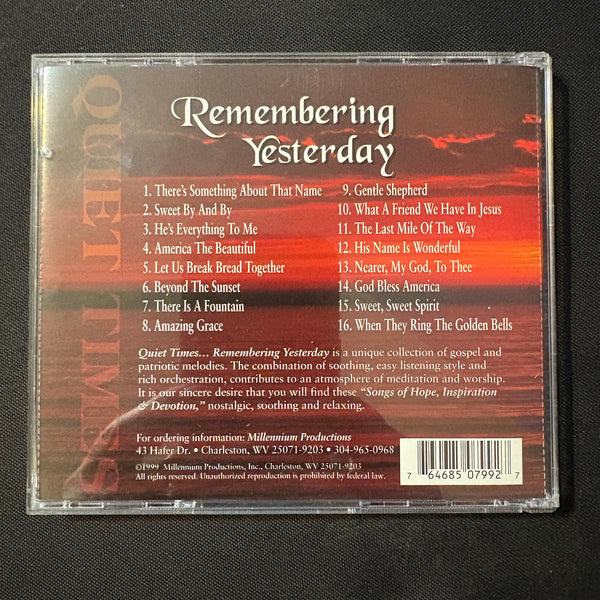 QUIET TIMES
Remembering
Yesterday
1. There's Something About That Name
2. Sweet By And By
3. He's Everything To Me
4. America The Beautiful
5. Let Us Break Bread Together
6. Beyond The Sunset
7. There Is A Fountain
8. Amazing Grace
9. Gentle Shepherd
10. What A Friend We Have In Jesus
11. The Last Mile Of The Way
12. His Name Is Wonderful
13. Nearer, My God, To Thee
14. God Bless America
15. Sweet, Sweet Spirit
16. When They Ring The Golden Bells
Quiet Times... Remembering Yesterday is a unique collection of gospel and
patriotic melodies. The combination of soothing, easy listening style and
rich orchestration, contributes to an atmosphere of meditation and worship.
It is our sincere desire that you will find these "Songs of Hope, Inspiration
& Devotion," nostalgic, soothing and relaxing.
For ordering information: Millennium Productions
43 Hafer Dr. • Charleston, WV 25071-9203 • 304-965-0968
©1999 Millennium Productions, Inc., Charleston, WV 25071-9203
All rights reserved. Unauthorized reproduction is prohibited by federal law.
7 64685 07992 7